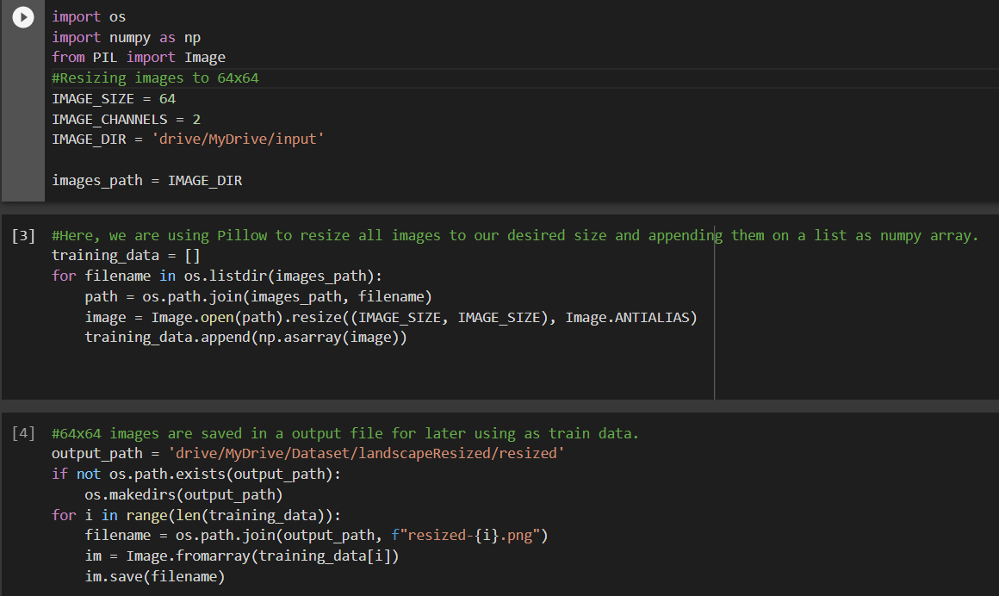 import os
import numpy as np
from PIL import Image
#Resizing images to 64x64
IMAGE_SIZE = 64
IMAGE_CHANNELS = 2
IMAGE_DIR = 'drive/MyDrive/input'
images_path = IMAGE_DIR
[3] #Here, we are using Pillow to resize all images to our desired size and appending them on a list as numpy array.
training_data = []
for filename in os.listdir(images_path):
    path = os.path.join(images_path, filename)
    image = Image.open(path).resize((IMAGE_SIZE, IMAGE_SIZE), Image.ANTIALIAS)
    training_data.append(np.asarray(image))
[4] #64x64 images are saved in a output file for later using as train data.
output_path = 'drive/MyDrive/Dataset/landscapeResized/resized'
if not os.path.exists(output_path):
    os.makedirs(output_path)
for i in range(len(training_data)):
    filename = os.path.join(output_path, f"resized-{i}.png")
    im = Image.fromarray(training_data[i])
    im.save(filename)